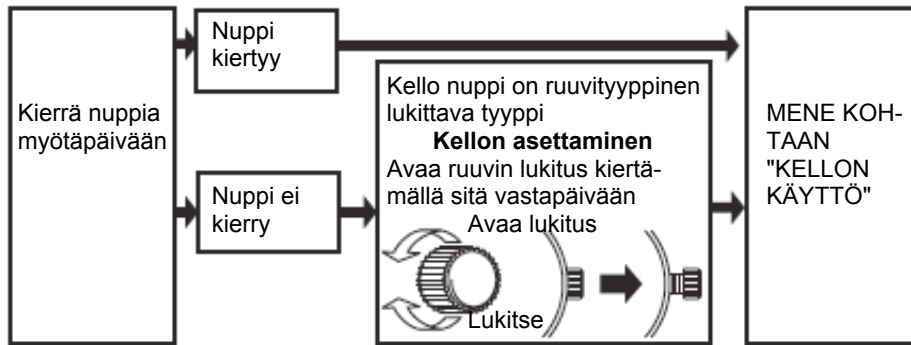 Kierrä nuppia
myötäpäivään
Nuppi
kiertyy
Nuppi ei
kierry
Kello nuppi on ruuvityyppinen
lukittava tyyppi
Kellon asettaminen
Avaa ruuvin lukitus kiertä-
mällä sitä vastapäivään
Avaa lukitus
Lukitse
MENE KOH-
TAAN
"KELLON
KÄYTTÖ"